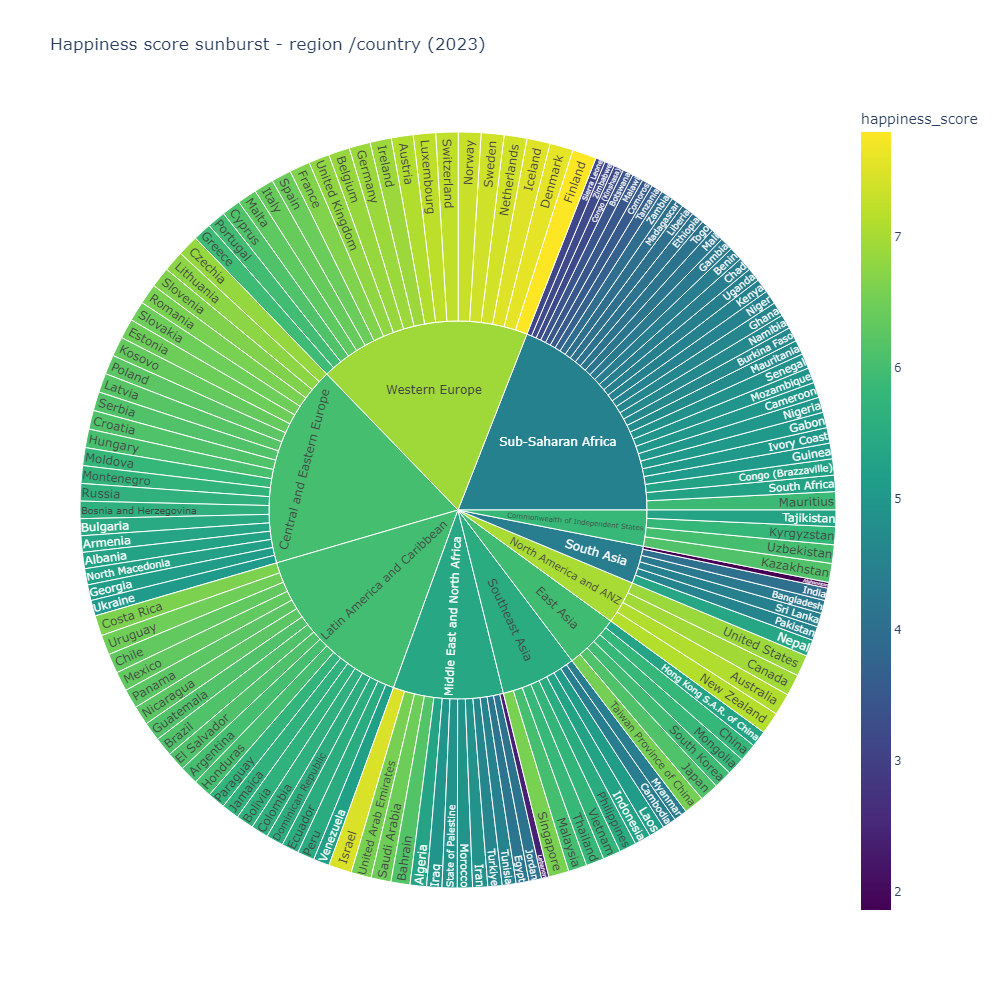 Happiness score sunburst - region /country (2023)
happiness_score
7
6
5
4
3
2
Western Europe
Sub-Saharan Africa
Commonwealth of Independent States
South Asia
North America and ANZ
East Asia
Southeast Asia
Middle East and North Africa
Latin America and Caribbean
Central and Eastern Europe
Finland
Denmark
Iceland
Netherlands
Sweden
Norway
Switzerland
Luxembourg
Austria
Ireland
Germany
Belgium
United Kingdom
France
Spain
Italy
Malta
Cyprus
Portugal
Greece
Czechia
Lithuania
Slovenia
Romania
Slovakia
Estonia
Kosovo
Poland
Latvia
Serbia
Croatia
Hungary
Moldova
Montenegro
Russia
Bosnia and Herzegovina
Bulgaria
Armenia
Albania
North Macedonia
Georgia
Ukraine
Costa Rica
Uruguay
Chile
Mexico
Panama
Nicaragua
Guatemala
Brazil
El Salvador
Argentina
Honduras
Paraguay
Jamaica
Bolivia
Colombia
Dominican Republic
Ecuador
Peru
Venezuela
Israel
United Arab Emirates
Saudi Arabia
Bahrain
Algeria
Iraq
State of Palestine
Morocco
Iran
Turkiye
Tunisia
Egypt
Jordan
Lebanon
Singapore
Malaysia
Thailand
Vietnam
Philippines
Indonesia
Laos
Cambodia
Myanmar
Taiwan Province of China
Japan
South Korea
Mongolia
China
Hong Kong S.A.R. of China
New Zealand
Australia
Canada
United States
Nepal
Pakistan
Sri Lanka
Bangladesh
India
Kazakhstan
Uzbekistan
Kyrgyzstan
Tajikistan
Mauritius
South Africa
Congo (Brazzaville)
Guinea
Ivory Coast
Gabon
Nigeria
Cameroon
Mozambique
Senegal
Mauritania
Burkina Faso
Namibia
Ghana
Niger
Kenya
Uganda
Chad
Benin
Gambia
Mali
Togo
Ethiopia
Liberia
Madagascar
Zambia
Tanzania
Comoros
Malawi
Botswana
Congo (Kinshasa)
Zimbabwe
Sierra Leone